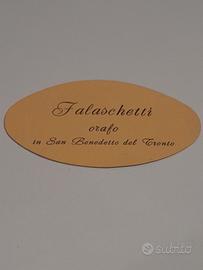 Falaschetti
orafo
in San Benedetto del Tronto
subito